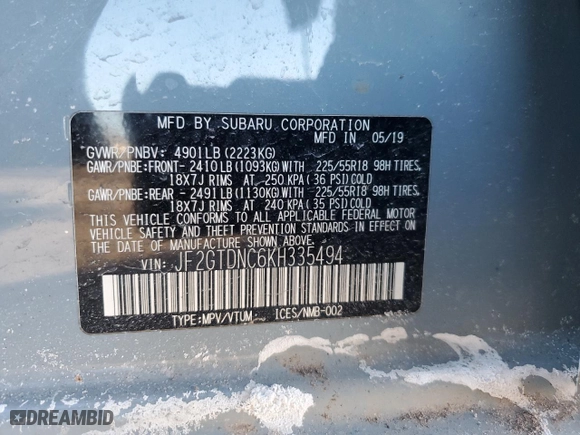 MFD BY SUBARU CORPORATION
MFD IN 05/19
GVWR/PNBV: 4901LB (2223KG)
GAWR/PNBE:FRONT- 2410LB (1093KG)WITH 225/55R18 98H TIRES,
18X7J RIMS AT 250 KPA (36 PSI)COLD
GAWR/PNBE:REAR - 2491LB (1130KG)WITH 225/55R18 98H TIRES,
18X7J RIMS AT 240 KPA (35 PSI)COLD
THIS VEHICLE CONFORMS TO ALL APPLICABLE FEDERAL MOTOR
VEHICLE SAFETY AND THEFT PREVENTION STANDARDS IN EFFECT ON
THE DATE OF MANUFACTURE SHOWN ABOVE.
VIN: JF2GTDNC6KH335494
TYPE:MPV/VTUM: ICES/NMB-002
DREAMBID